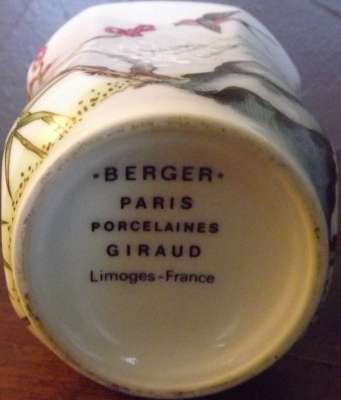 •BERGER•
PARIS
PORCELAINES
GIRAUD
Limoges-France